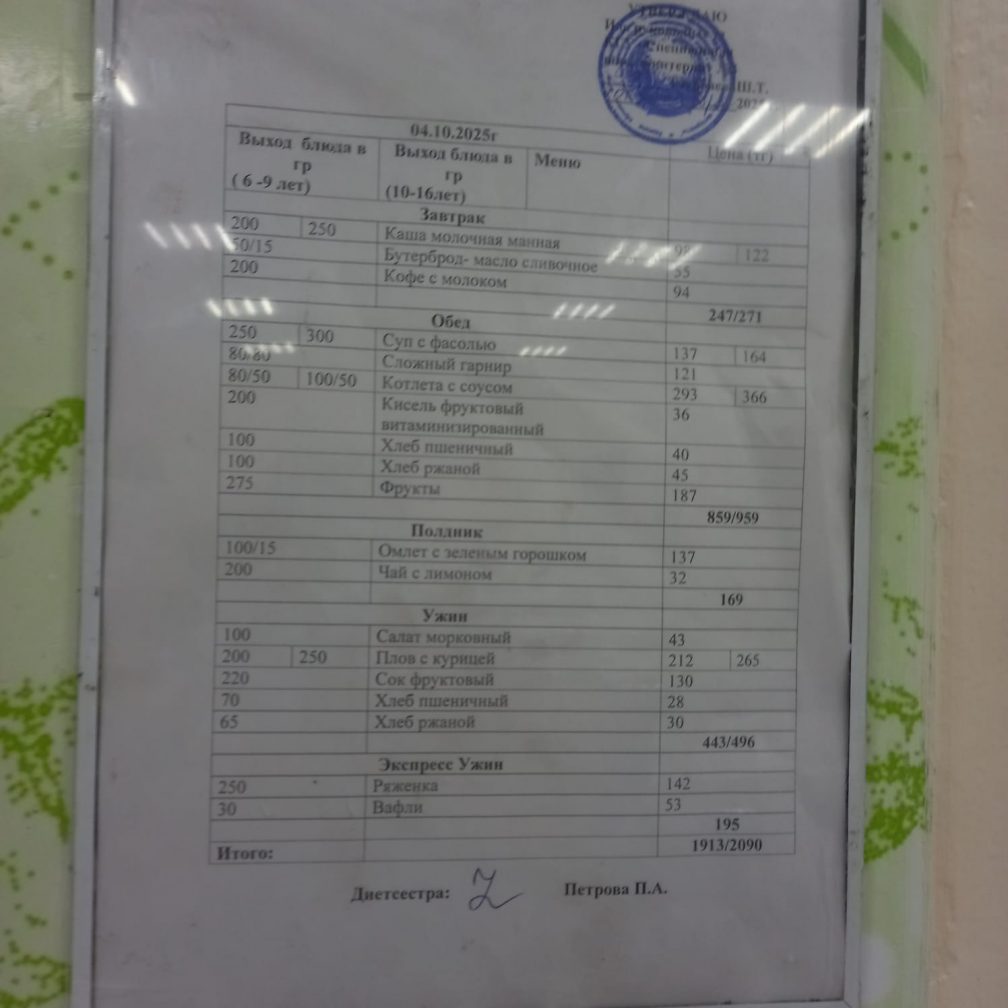 УТВЕРЖДАЮ
Ш.Т.
04.10.2025г
Выход блюда в гр ( 6 -9 лет) Выход блюда в гр (10-16лет) Меню Цена (тг)
Завтрак
200 250 Каша молочная манная 98 122
50/15 Бутерброд- масло сливочное 55
200 Кофе с молоком 94
247/271
Обед
250 300 Суп с фасолью 137 164
80/80 Сложный гарнир 121
80/50 100/50 Котлета с соусом 293 366
200 Кисель фруктовый 36
витаминизированный
100 Хлеб пшеничный 40
100 Хлеб ржаной 45
275 Фрукты 187
859/959
Полдник
100/15 Омлет с зеленым горошком 137
200 Чай с лимоном 32
169
Ужин
100 Салат морковный 43
200 250 Плов с курицей 212 265
220 Сок фруктовый 130
70 Хлеб пшеничный 28
65 Хлеб ржаной 30
443/496
Экспресс Ужин
250 Ряженка 142
30 Вафли 53
195
Итого: 1913/2090
Диетсестра: Петрова П.А.